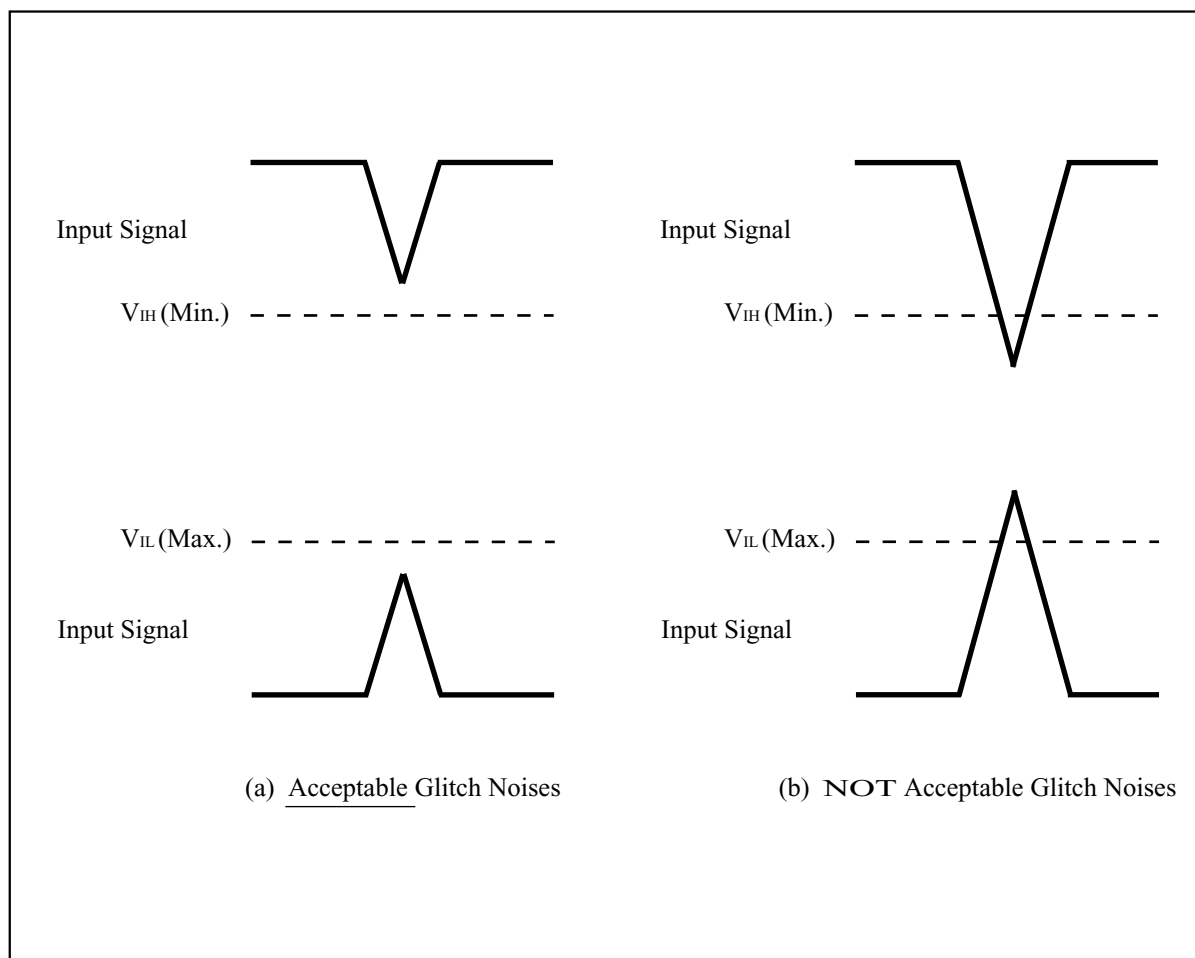 Input Signal
Input Signal
VIH (Min.)
VIH (Min.)
VIL (Max.)
VIL (Max.)
Input Signal
Input Signal
(a) Acceptable Glitch Noises
(b) NOT Acceptable Glitch Noises